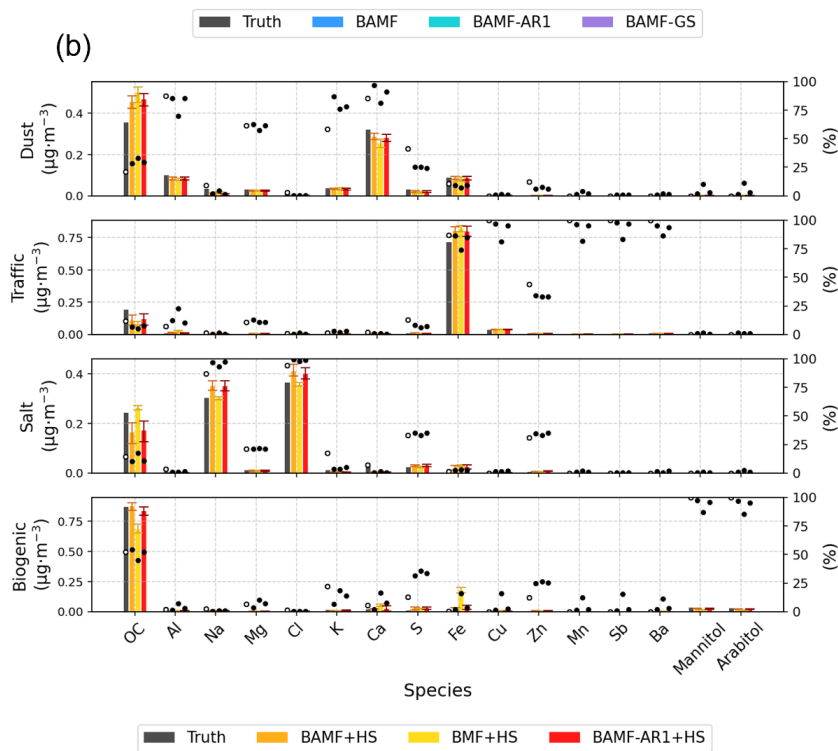 Truth BAMF BAMF-AR1 BAMF-GS
(b)
Dust
(µg·m⁻³)
0.4
0.2
0.0
100
75
50
25
0
(%)
Traffic
(µg·m⁻³)
0.75
0.50
0.25
0.00
100
75
50
25
0
(%)
Salt
(µg·m⁻³)
0.4
0.2
0.0
100
75
50
25
0
(%)
Biogenic
(µg·m⁻³)
0.75
0.50
0.25
0.00
100
75
50
25
0
(%)
OC Al Na Mg Cl K Ca S Fe Cu Zn Mn Sb Ba Mannitol Arabitol
Species
Truth BAMF+HS BMF+HS BAMF-AR1+HS